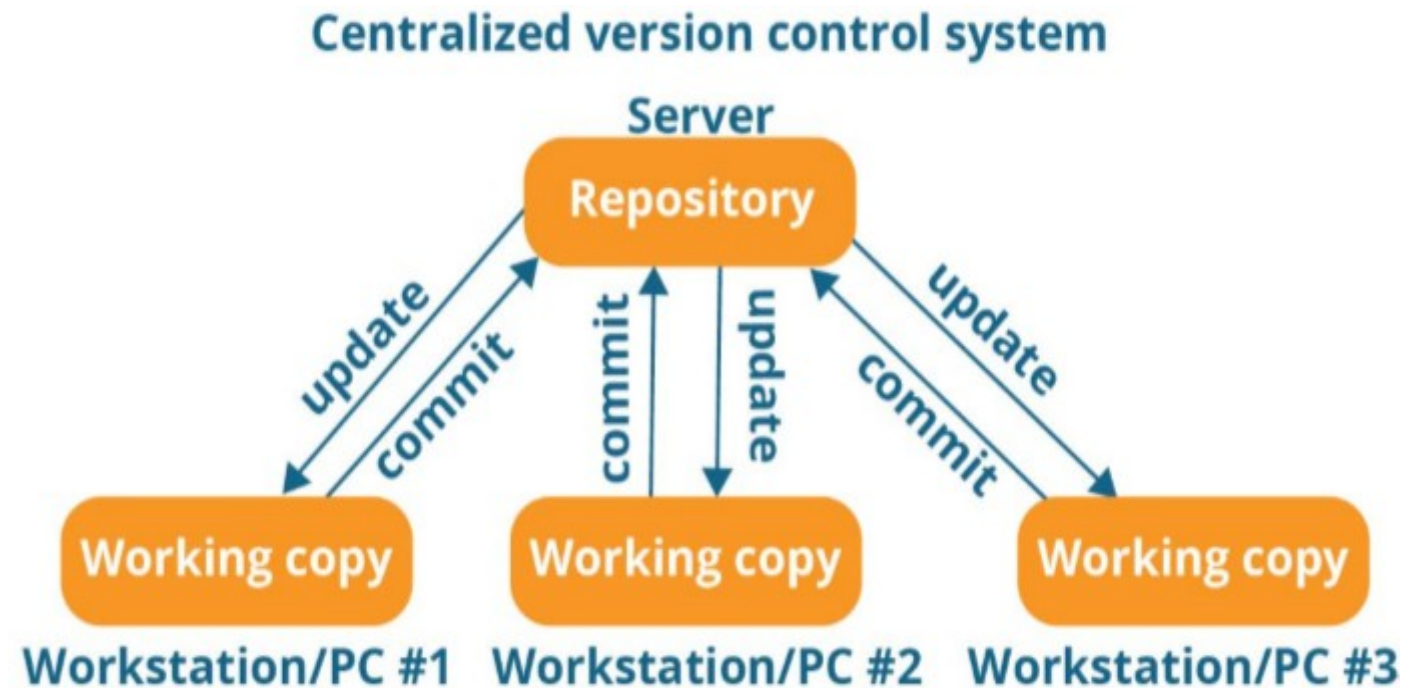 Centralized version control system
Server
Repository
update
commit
commit
update
update
commit
Working copy
Working copy
Working copy
Workstation/PC #1
Workstation/PC #2
Workstation/PC #3